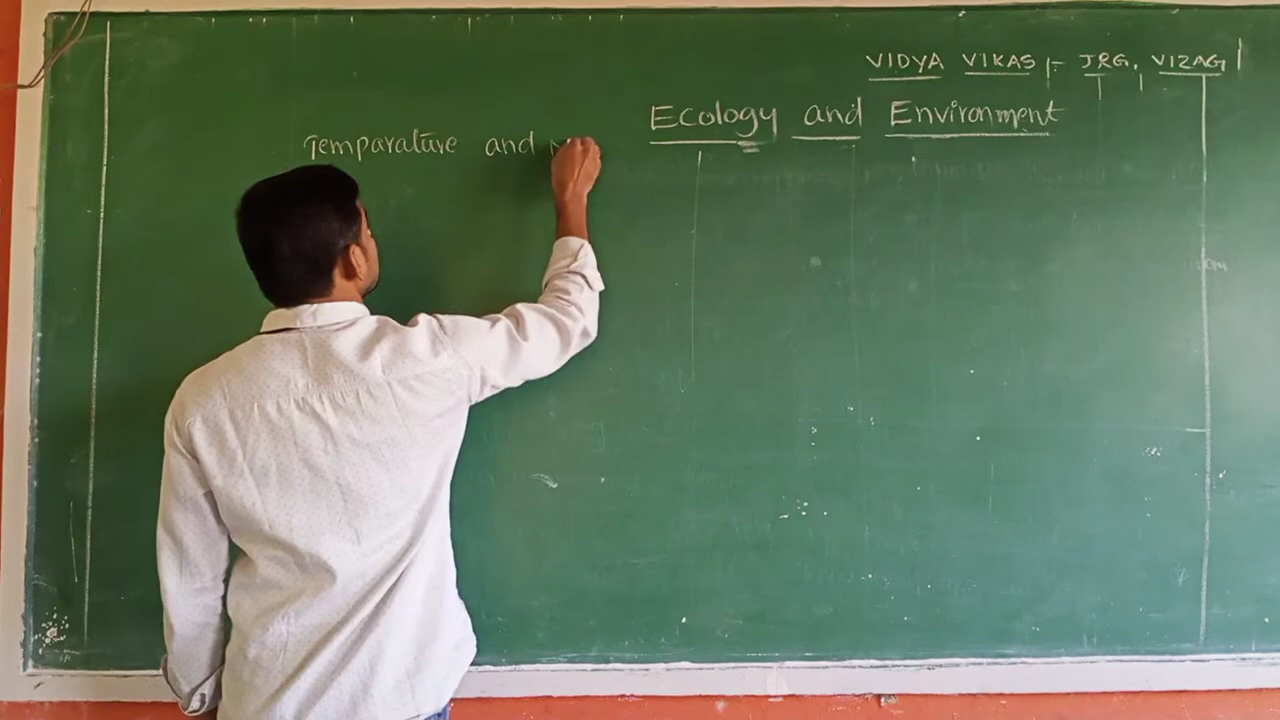 VIDYA VIKAS :- JRG, VIZAG
Ecology and Environment
Temparature and